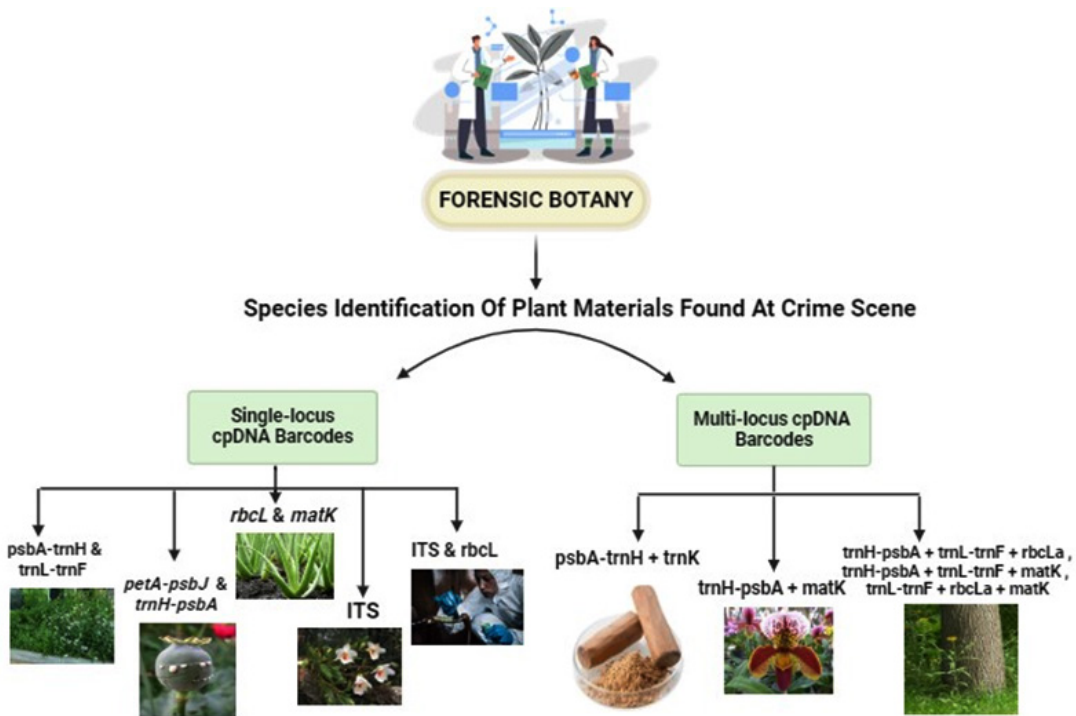 FORENSIC BOTANY
Species Identification Of Plant Materials Found At Crime Scene
Single-locus
cpDNA Barcodes
Multi-locus cpDNA
Barcodes
psbA-trnH &
trnL-trnF
petA-psbJ &
trnH-psbA
rbcL & matK
ITS
ITS & rbcL
psbA-trnH + trnK
trnH-psbA + matK
trnH-psbA + trnL-trnF + rbcLa ,
trnH-psbA + trnL-trnF + matK ,
trnL-trnF + rbcLa + matK